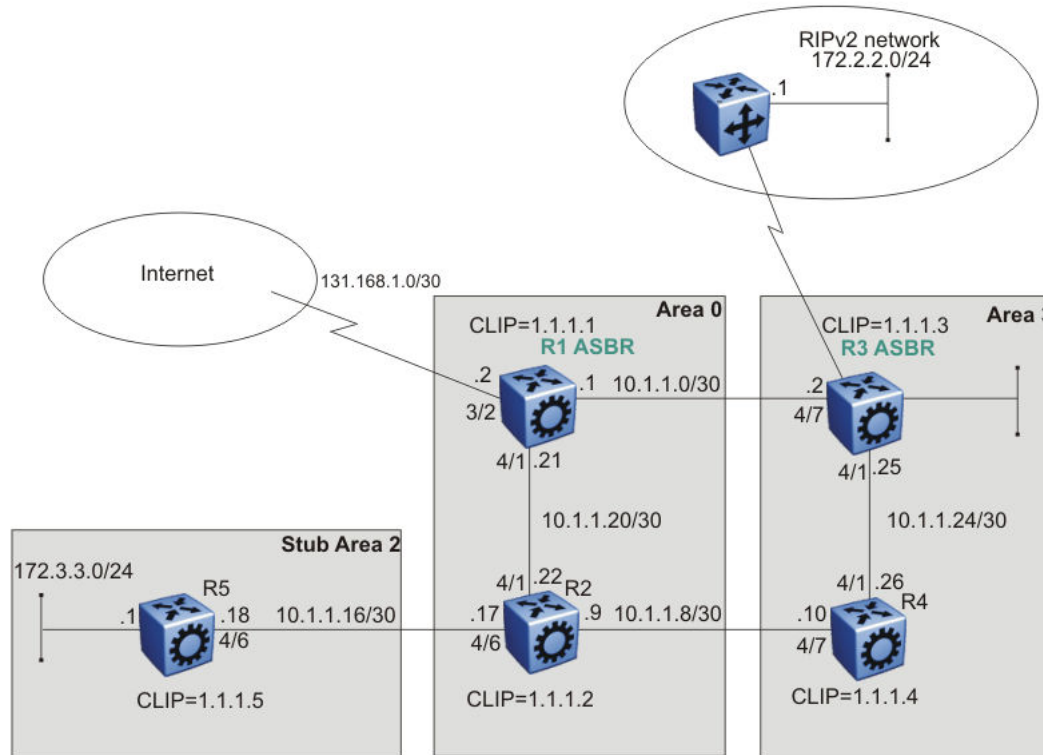 RIPv2 network
172.2.2.0/24
.1
Internet
131.168.1.0/30
Area 0
CLIP=1.1.1.1
R1 ASBR
.2
3/2
.1
10.1.1.0/30
4/1
.21
10.1.1.20/30
Area 3
CLIP=1.1.1.3
R3 ASBR
.2
4/7
4/1
.25
10.1.1.24/30
Stub Area 2
172.3.3.0/24
R5
.1
.18
4/6
10.1.1.16/30
CLIP=1.1.1.5
4/1
.22
R2
.17
4/6
.9
10.1.1.8/30
CLIP=1.1.1.2
4/1
.26
R4
.10
4/7
CLIP=1.1.1.4